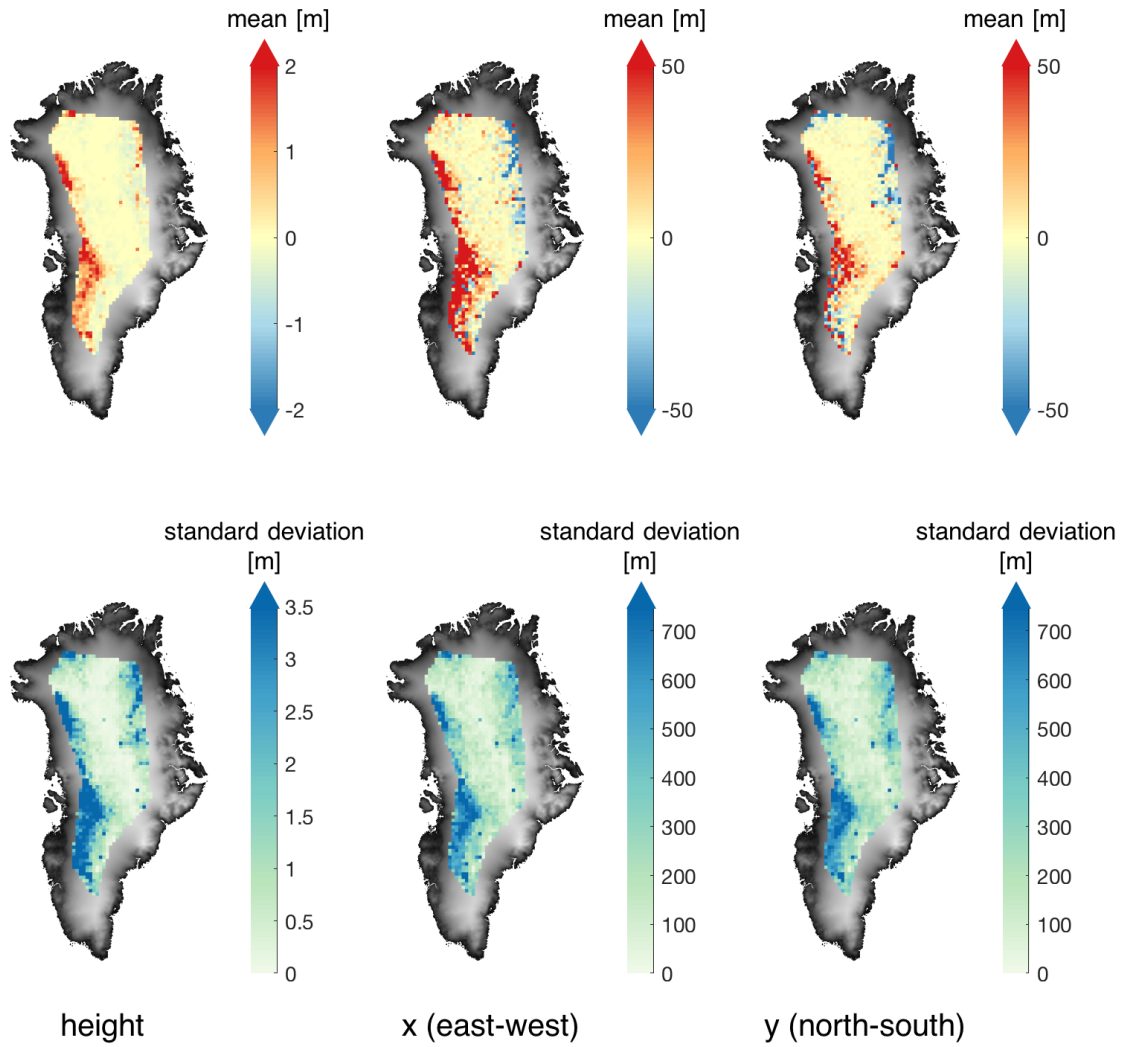 mean [m]
mean [m]
mean [m]
2
1
0
-1
-2
50
0
-50
50
0
-50
standard deviation
[m]
standard deviation
[m]
standard deviation
[m]
3.5
3
2.5
2
1.5
1
0.5
0
700
600
500
400
300
200
100
0
700
600
500
400
300
200
100
0
height
x (east-west)
y (north-south)